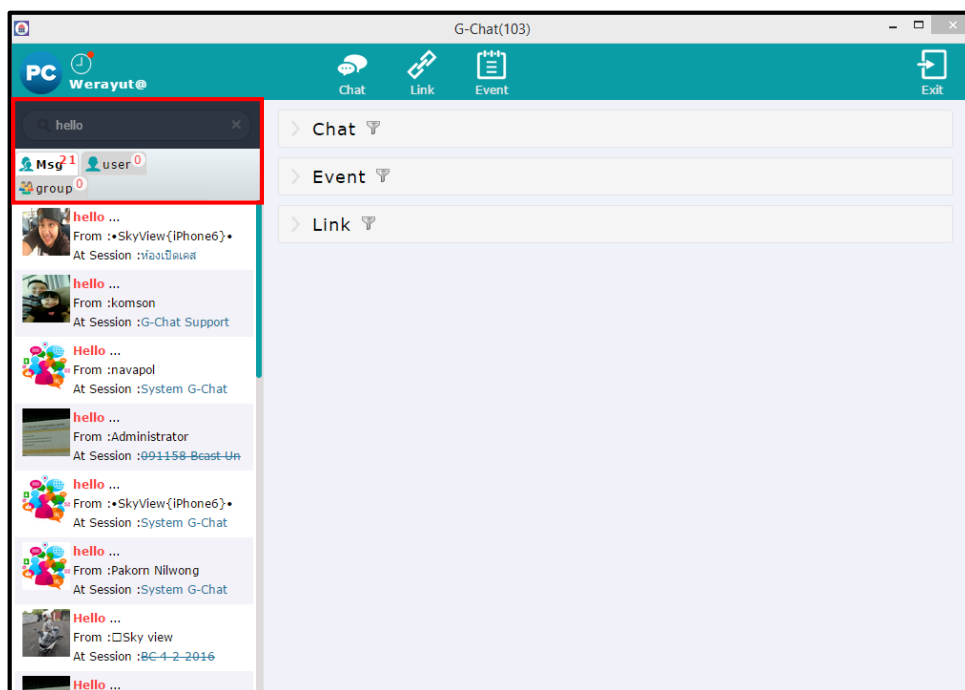 G-Chat(103)
PC
Werayut@
Chat
Link
Event
Exit
hello
Msg 21
user 0
group 0
hello ...
From :•SkyView{iPhone6}•
At Session :ห้องเปิดเคส
hello ...
From :komson
At Session :G-Chat Support
Hello ...
From :navapol
At Session :System G-Chat
hello ...
From :Administrator
At Session :091158 Bcast Un
hello ...
From :•SkyView{iPhone6}•
At Session :System G-Chat
hello ...
From :Pakorn Nilwong
At Session :System G-Chat
Hello ...
From :□Sky view
At Session :BC 4-2-2016
Hello ...
Chat
Event
Link